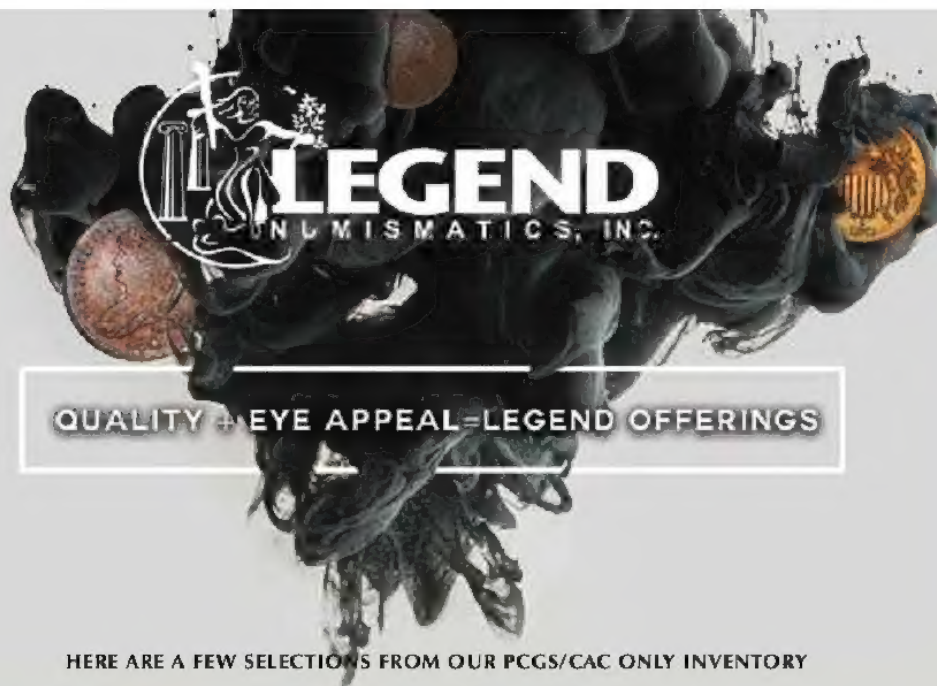 LEGEND
NUMISMATICS, INC.
QUALITY + EYE APPEAL=LEGEND OFFERINGS
HERE ARE A FEW SELECTIONS FROM OUR PCGS/CAC ONLY INVENTORY